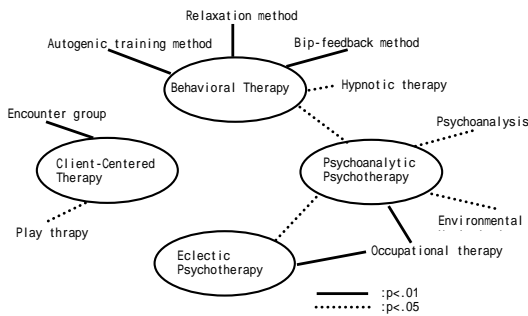 Relaxation method
Autogenic training method
Bip-feedback method
Behavioral Therapy
Hypnotic therapy
Encounter group
Psychoanalysis
Client-Centered
Therapy
Psychoanalytic
Psychotherapy
Play thrapy
Environmental
Occupational therapy
Eclectic
Psychotherapy
:p<.01
:p<.05